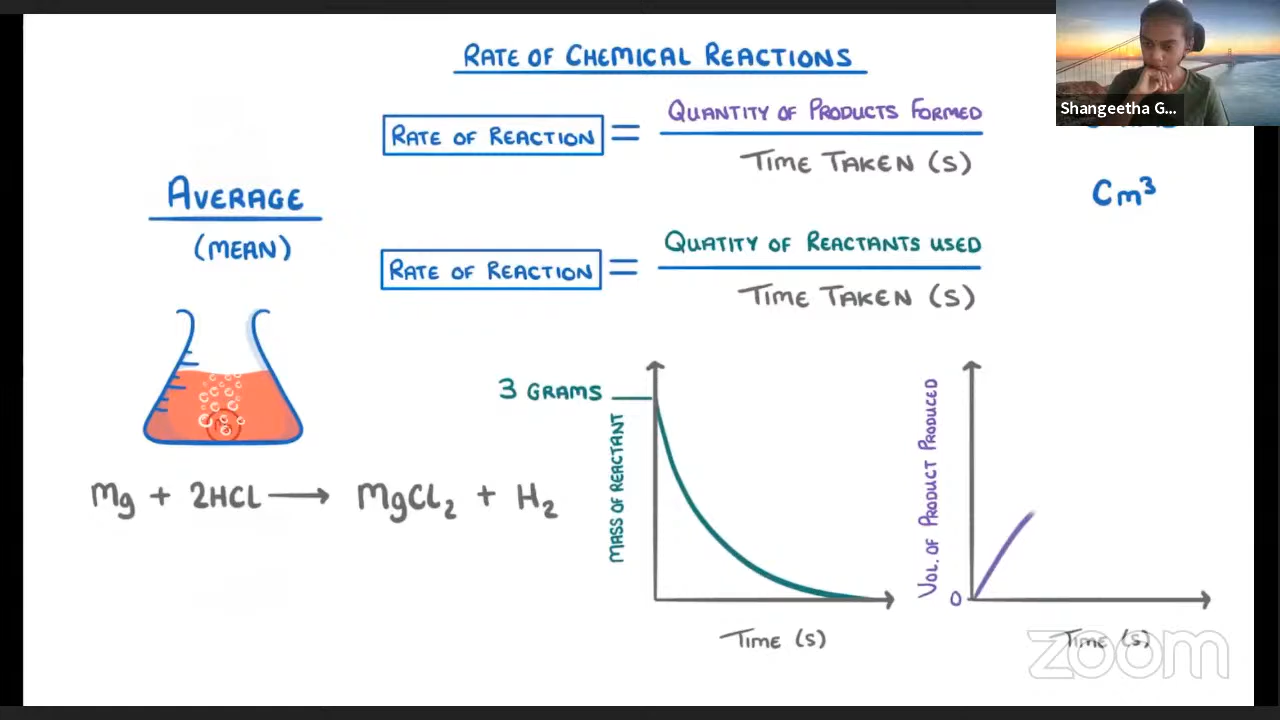 RATE OF CHEMICAL REACTIONS
RATE OF REACTION = QUANTITY OF PRODUCTS FORMED
TIME TAKEN (S)
Shangeetha G...
Cm³
AVERAGE
(MEAN)
RATE OF REACTION = QUATITY OF REACTANTS USED
TIME TAKEN (S)
Mg + 2HCL → MgCL₂ + H₂
3 GRAMS
MASS OF REACTANT
TIME (S)
VOL. OF PRODUCT PRODUCED
0
TIME (S)
zoom